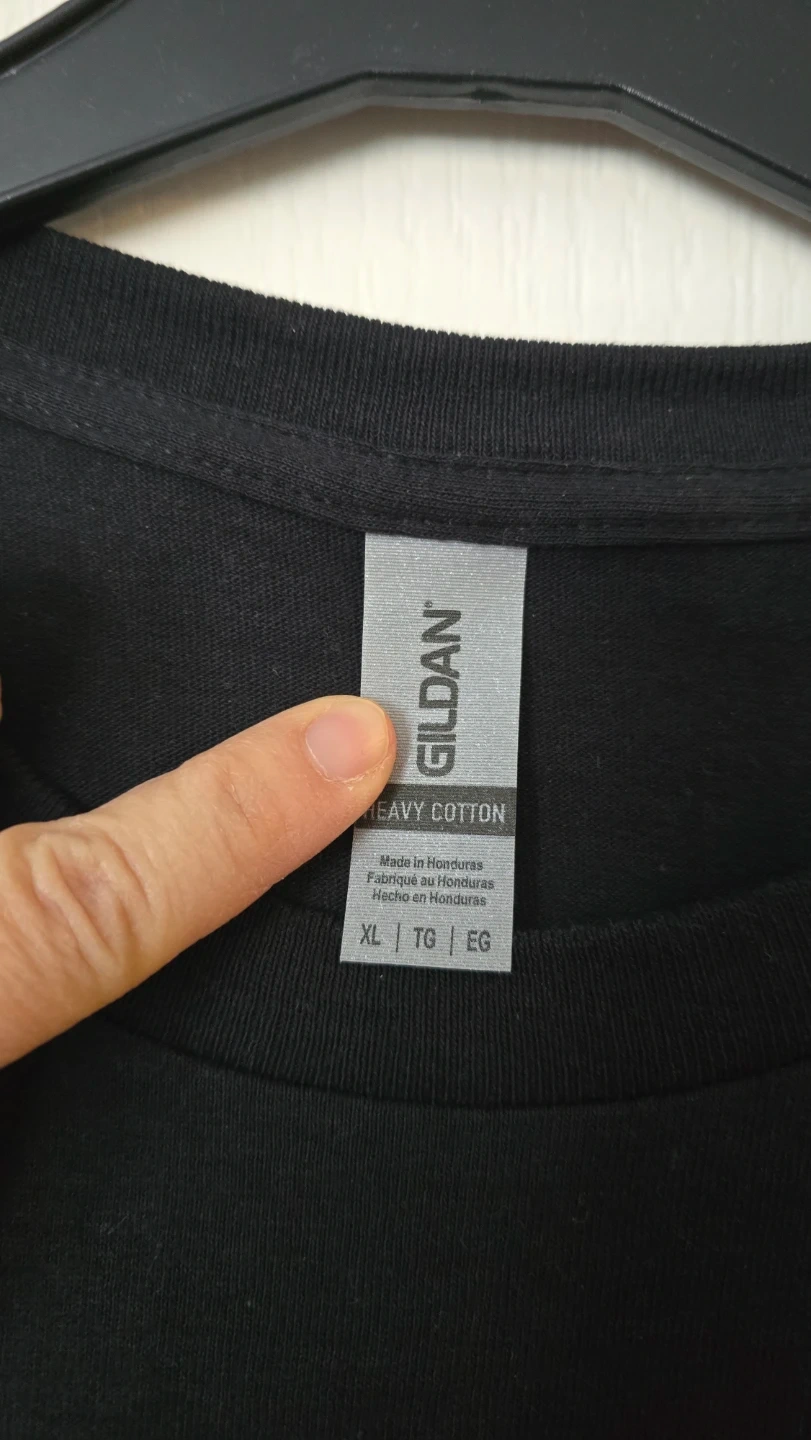 GILDAN®
HEAVY COTTON
Made in Honduras
Fabriqué au Honduras
Hecho en Honduras
XL | TG | EG